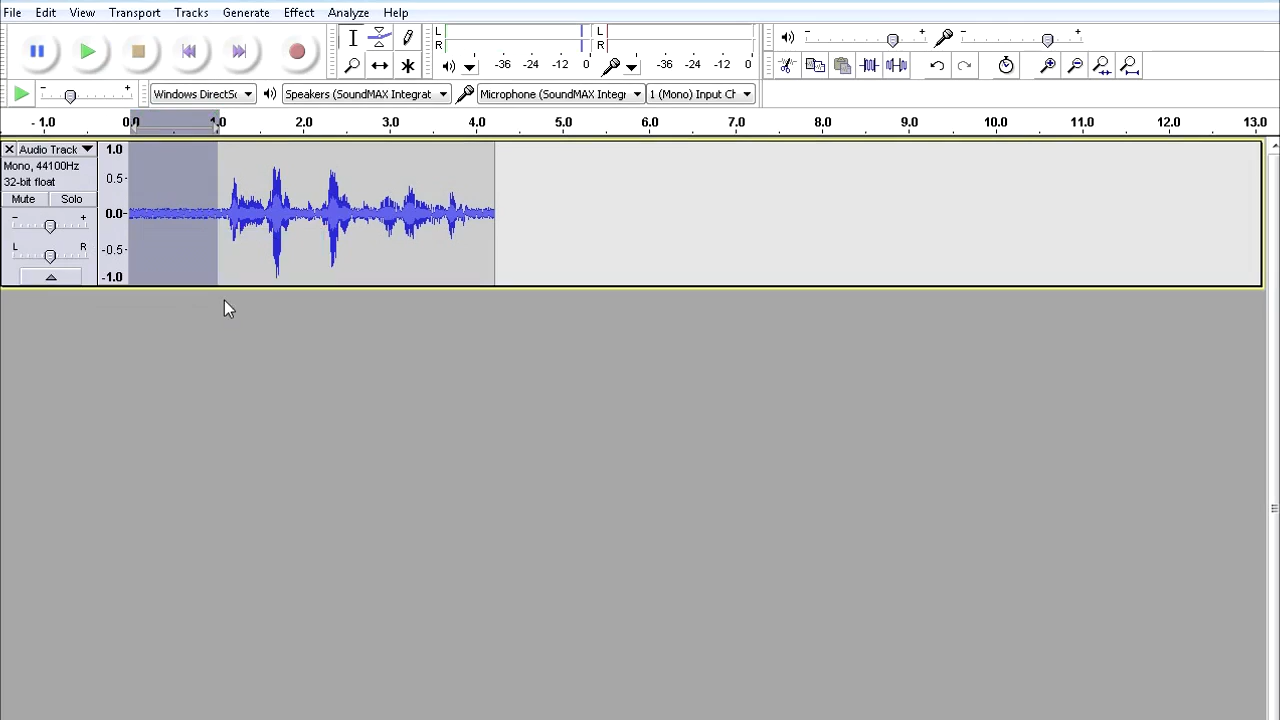 File Edit View Transport Tracks Generate Effect Analyze Help
L R -36 -24 -12 0 L R -36 -24 -12 0
Windows DirectSc Speakers (SoundMAX Integrat Microphone (SoundMAX Integr 1 (Mono) Input Ch
- 1.0 0.0 1.0 2.0 3.0 4.0 5.0 6.0 7.0 8.0 9.0 10.0 11.0 12.0 13.0
Audio Track
Mono, 44100Hz
32-bit float
Mute Solo
- +
L R
1.0
0.5-
0.0-
-0.5-
-1.0